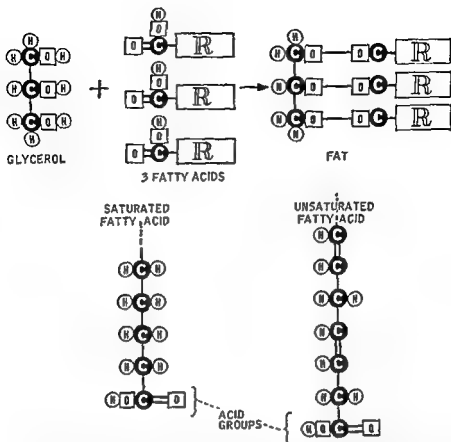 H
H C O H
H C O H
H C O H
H
GLYCEROL
+
H
O
O C R
H
O
O C R
H
O
O C R
3 FATTY ACIDS
H
H C O O C R
H C O O C R
H C O O C R
H
FAT
SATURATED
FATTY ACID
H C H
H C H
H C H
H C H
H O C O
UNSATURATED
FATTY ACID
H C
H C
H C H
H C
H C
H C H
H O C O
ACID
GROUPS